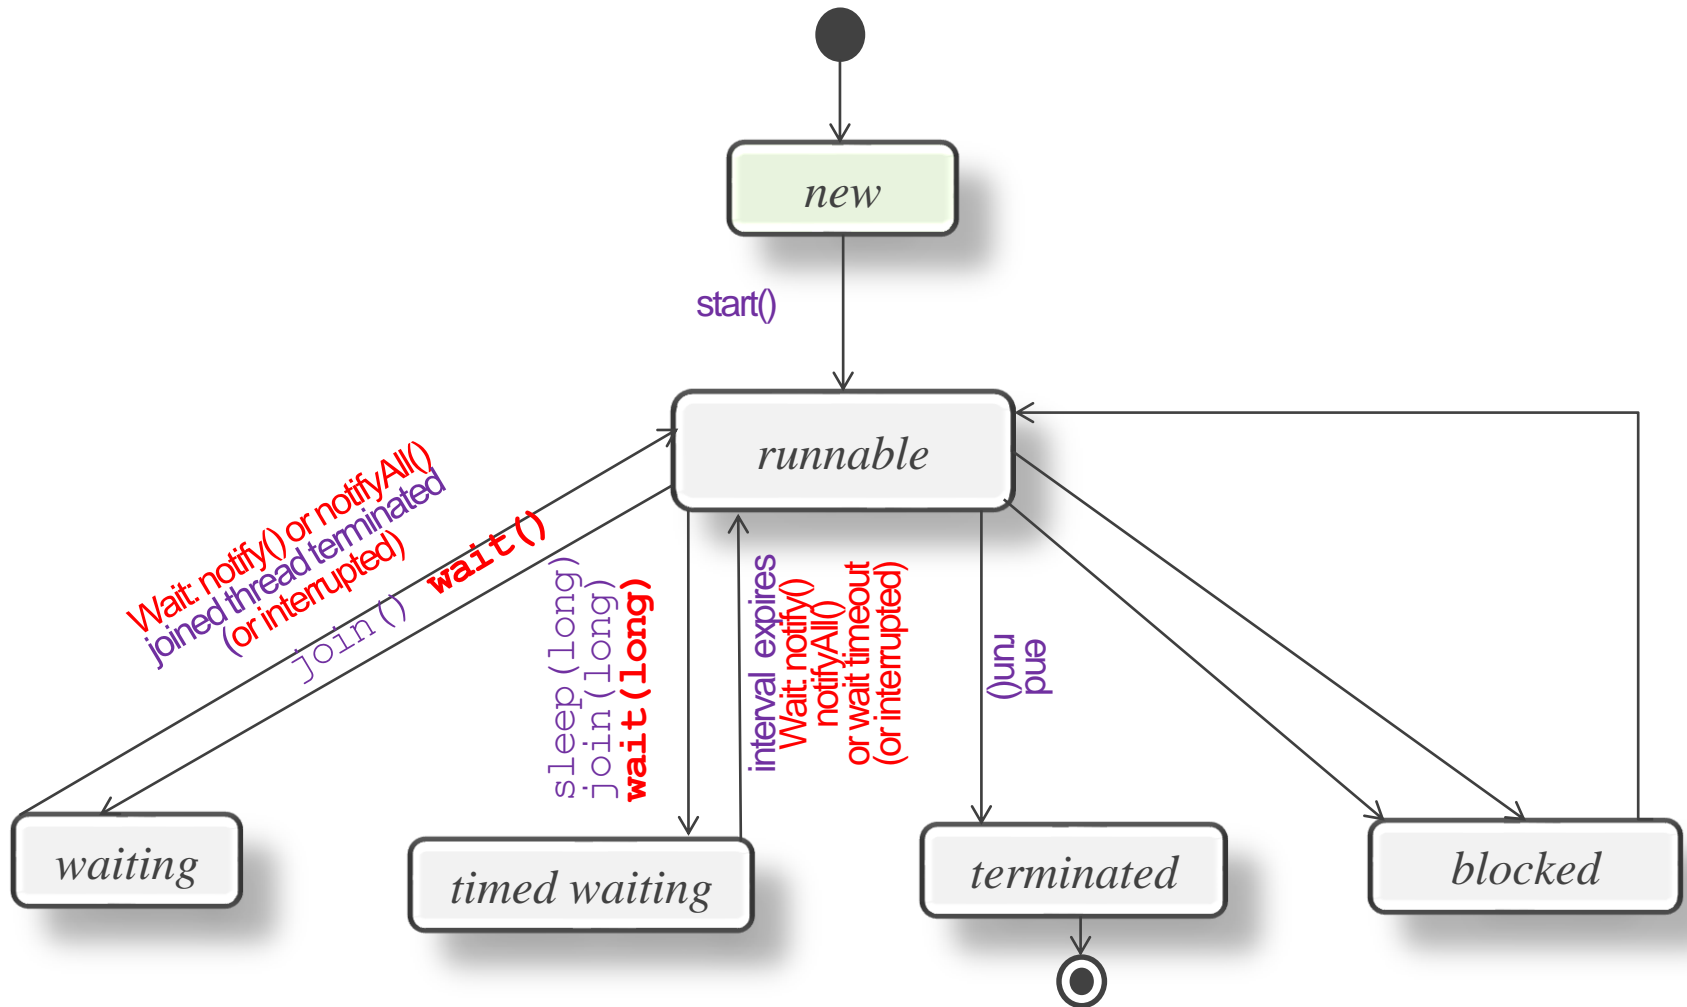 new
start()
runnable
Wait: notify() or notifyAll()
joined thread terminated
(or interrupted)
join() wait()
sleep(long)
join(long)
wait(long)
interval expires
Wait: notify()
notifyAll()
or wait timeout
(or interrupted)
end
run()
waiting
timed waiting
terminated
blocked